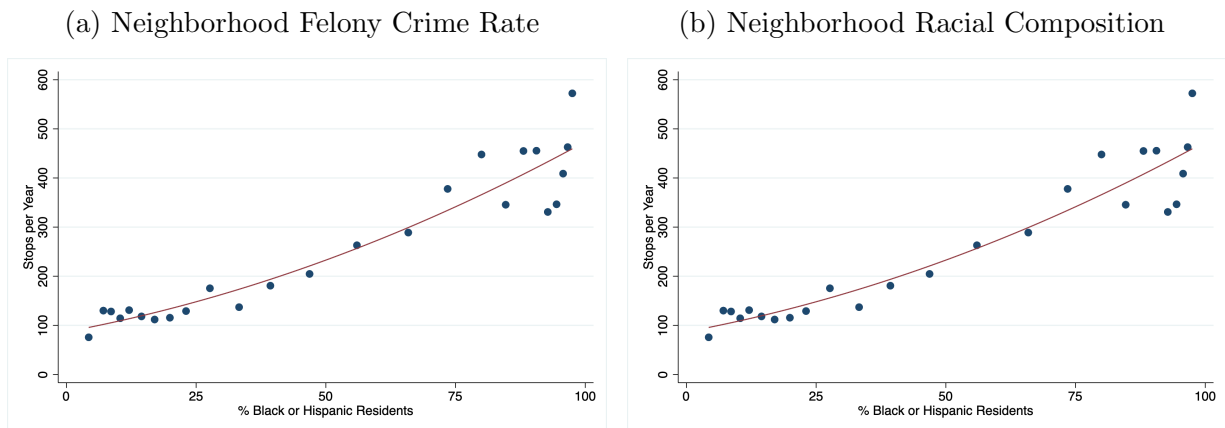 (a) Neighborhood Felony Crime Rate
600
500
400
300
200
100
0
Stops per Year
0 25 50 75 100
% Black or Hispanic Residents
(b) Neighborhood Racial Composition
600
500
400
300
200
100
0
Stops per Year
0 25 50 75 100
% Black or Hispanic Residents